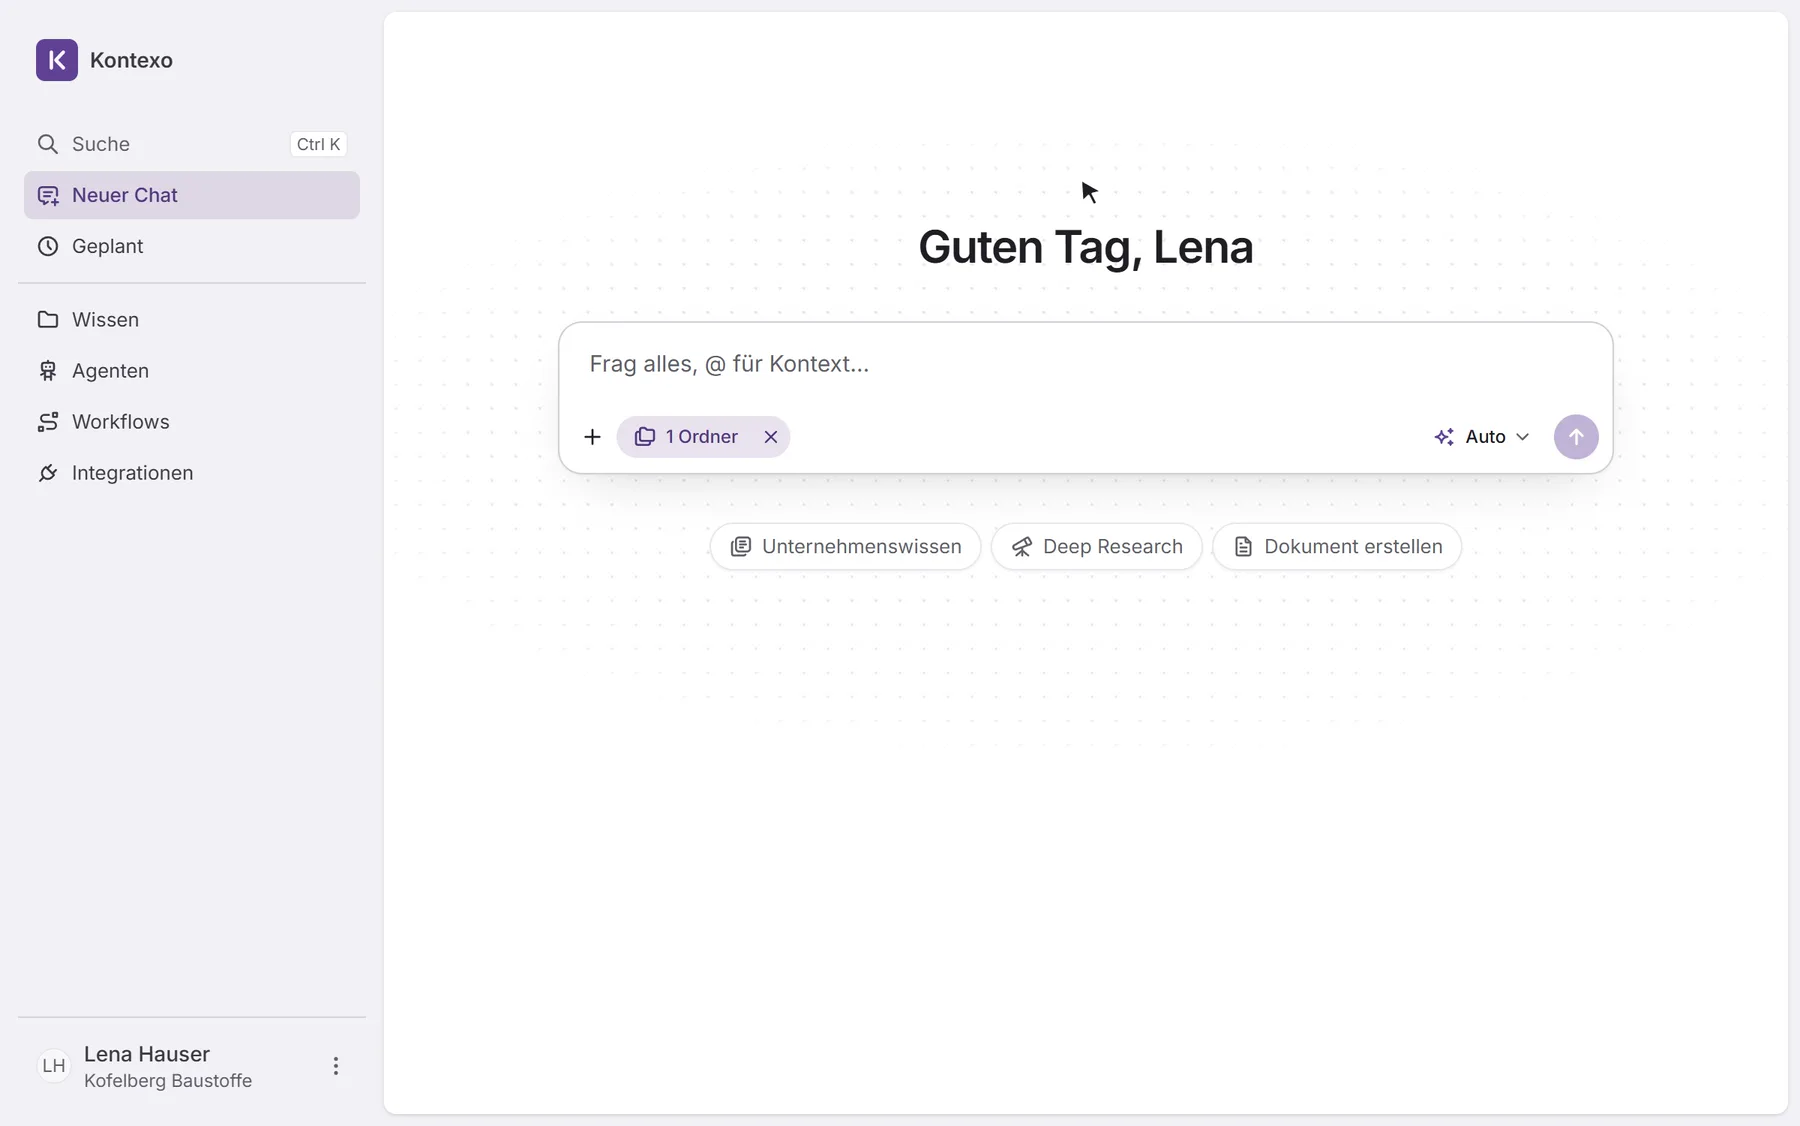 Kontexo
Suche
Ctrl K
Neuer Chat
Geplant
Wissen
Agenten
Workflows
Integrationen
Lena Hauser
LH
Kofelberg Baustoffe
Guten Tag, Lena
Frag alles, @ für Kontext...
1 Ordner
Auto
Unternehmenswissen
Deep Research
Dokument erstellen